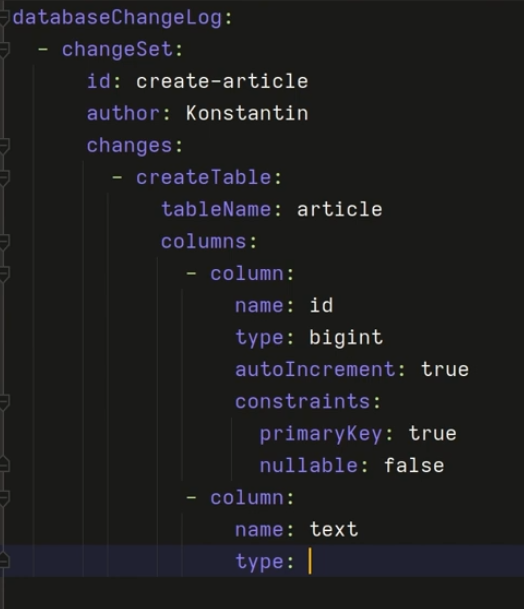 databaseChangeLog:
  - changeSet:
      id: create-article
      author: Konstantin
      changes:
        - createTable:
            tableName: article
            columns:
              - column:
                  name: id
                  type: bigint
                  autoIncrement: true
                  constraints:
                    primaryKey: true
                    nullable: false
              - column:
                  name: text
                  type: